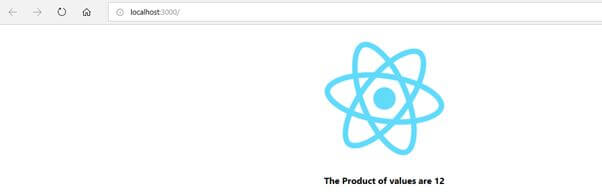 localhost:3000/
The Product of values are 12